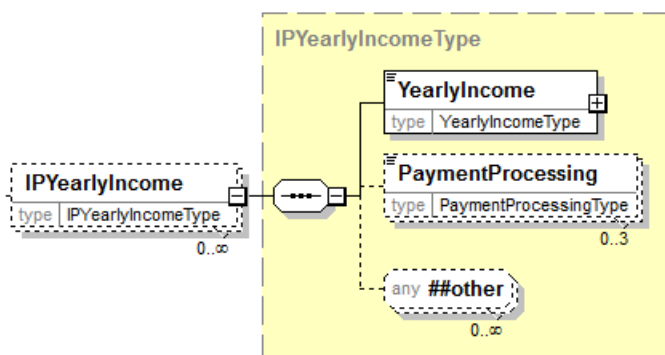 IPYearlyIncomeType
YearlyIncome
type YearlyIncomeType
IPYearlyIncome
type IPYearlyIncomeType
0..∞
PaymentProcessing
type PaymentProcessingType
0..3
any ##other
0..∞